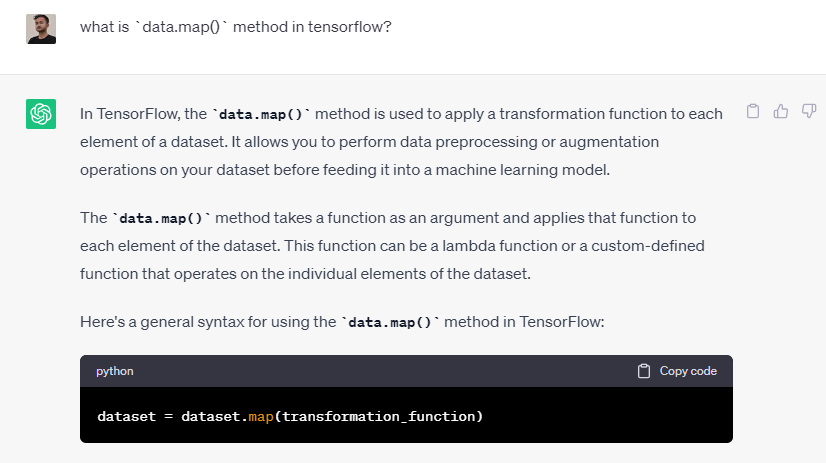 what is `data.map()` method in tensorflow?
In TensorFlow, the `data.map()` method is used to apply a transformation function to each
element of a dataset. It allows you to perform data preprocessing or augmentation
operations on your dataset before feeding it into a machine learning model.
The `data.map()` method takes a function as an argument and applies that function to
each element of the dataset. This function can be a lambda function or a custom-defined
function that operates on the individual elements of the dataset.
Here's a general syntax for using the `data.map()` method in TensorFlow:
python Copy code
dataset = dataset.map(transformation_function)